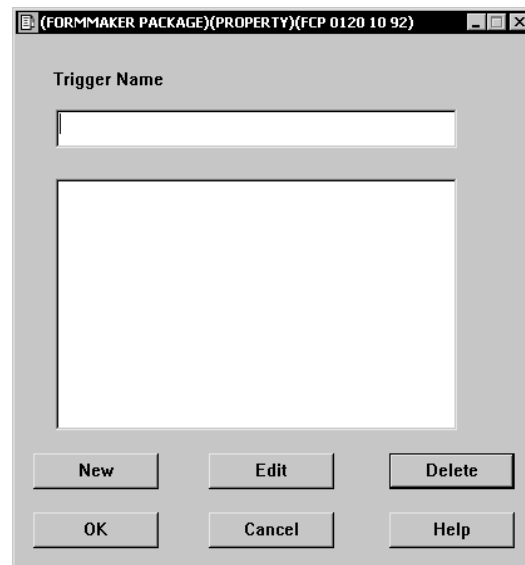 (FORMMAKER PACKAGE)(PROPERTY)(FCP 0120 10 92)
Trigger Name
New Edit Delete
OK Cancel Help